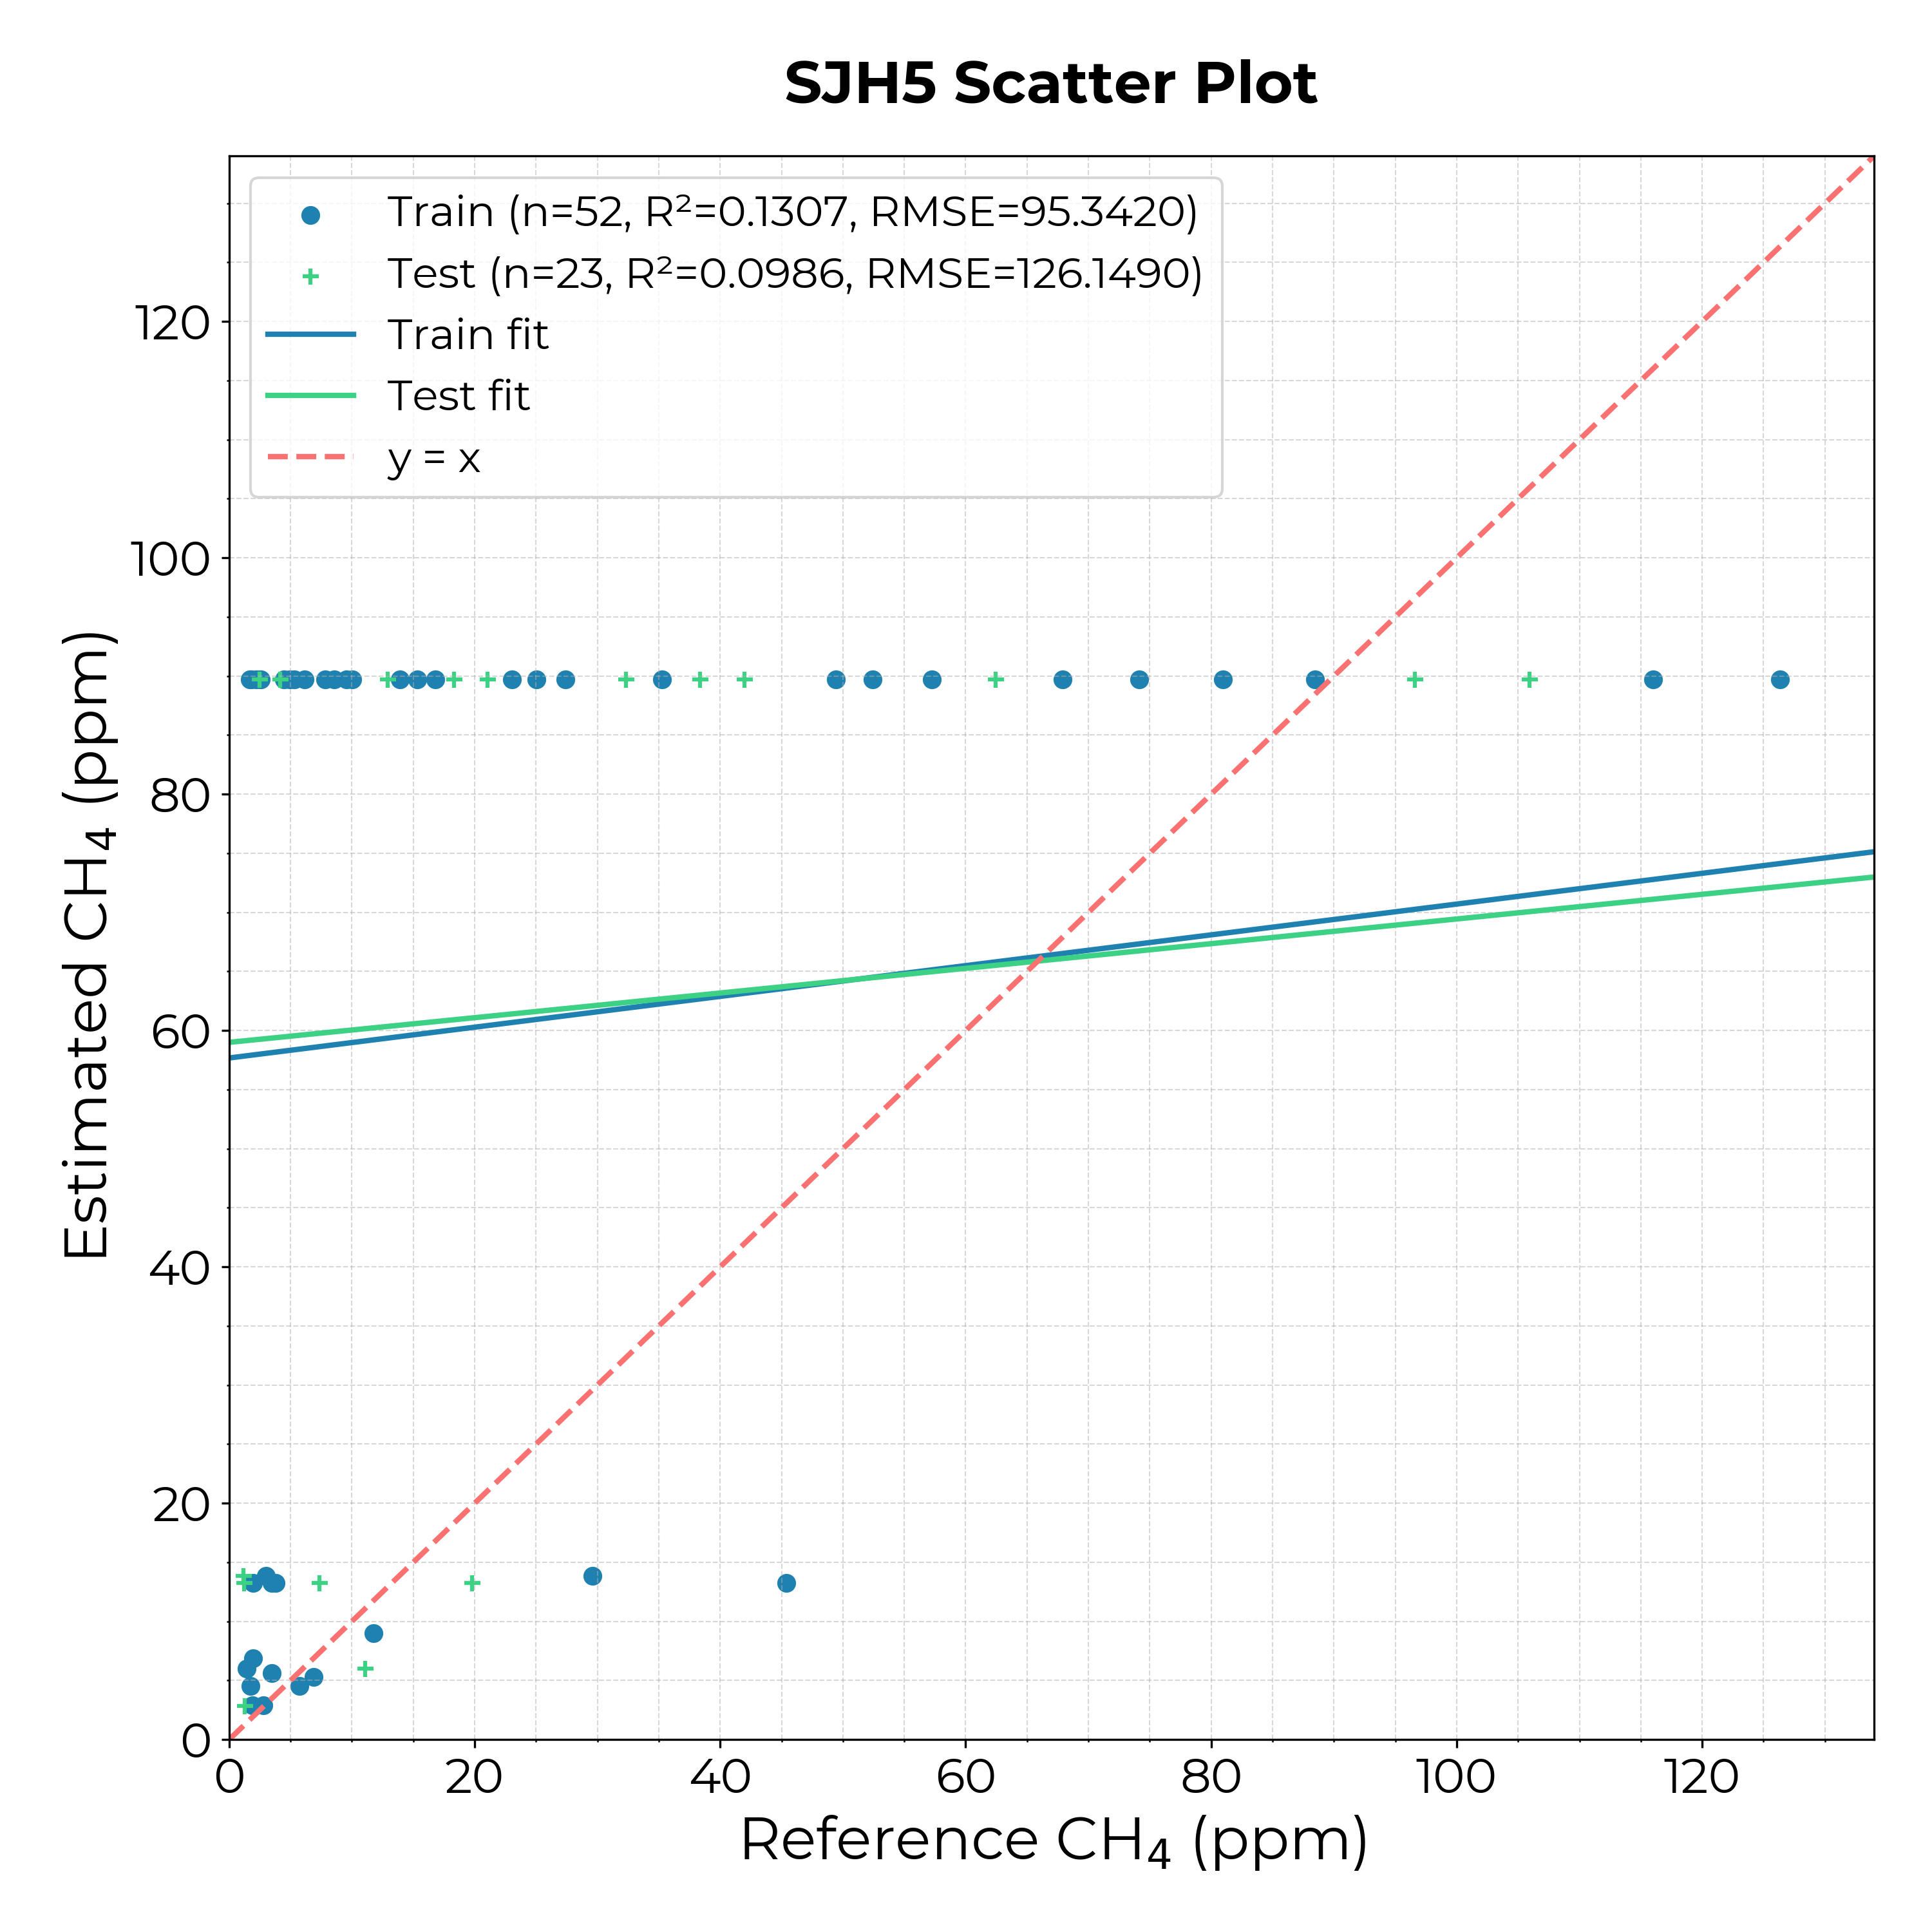 SJH5 Scatter Plot
Train (n=52, R²=0.1307, RMSE=95.3420)
Test (n=23, R²=0.0986, RMSE=126.1490)
Train fit
Test fit
y = x
Estimated CH₄ (ppm)
120
100
80
60
40
20
0
0 20 40 60 80 100 120
Reference CH₄ (ppm)